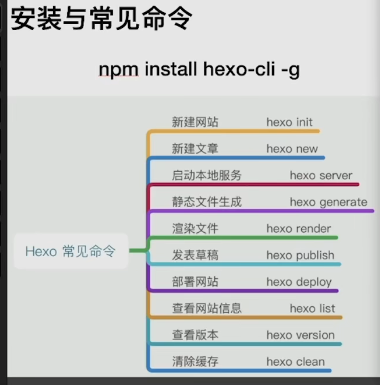 安装与常见命令
npm install hexo-cli -g
新建网站 hexo init
新建文章 hexo new
启动本地服务 hexo server
静态文件生成 hexo generate
渲染文件 hexo render
Hexo 常见命令
发表草稿 hexo publish
部署网站 hexo deploy
查看网站信息 hexo list
查看版本 hexo version
清除缓存 hexo clean